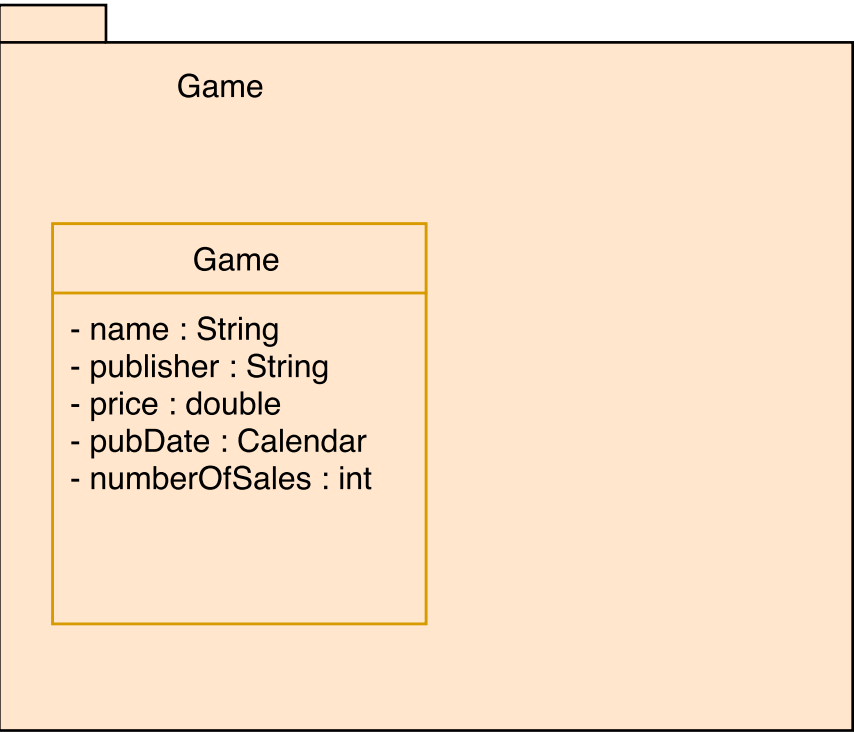 Game
Game
- name : String
- publisher : String
- price : double
- pubDate : Calendar
- numberOfSales : int